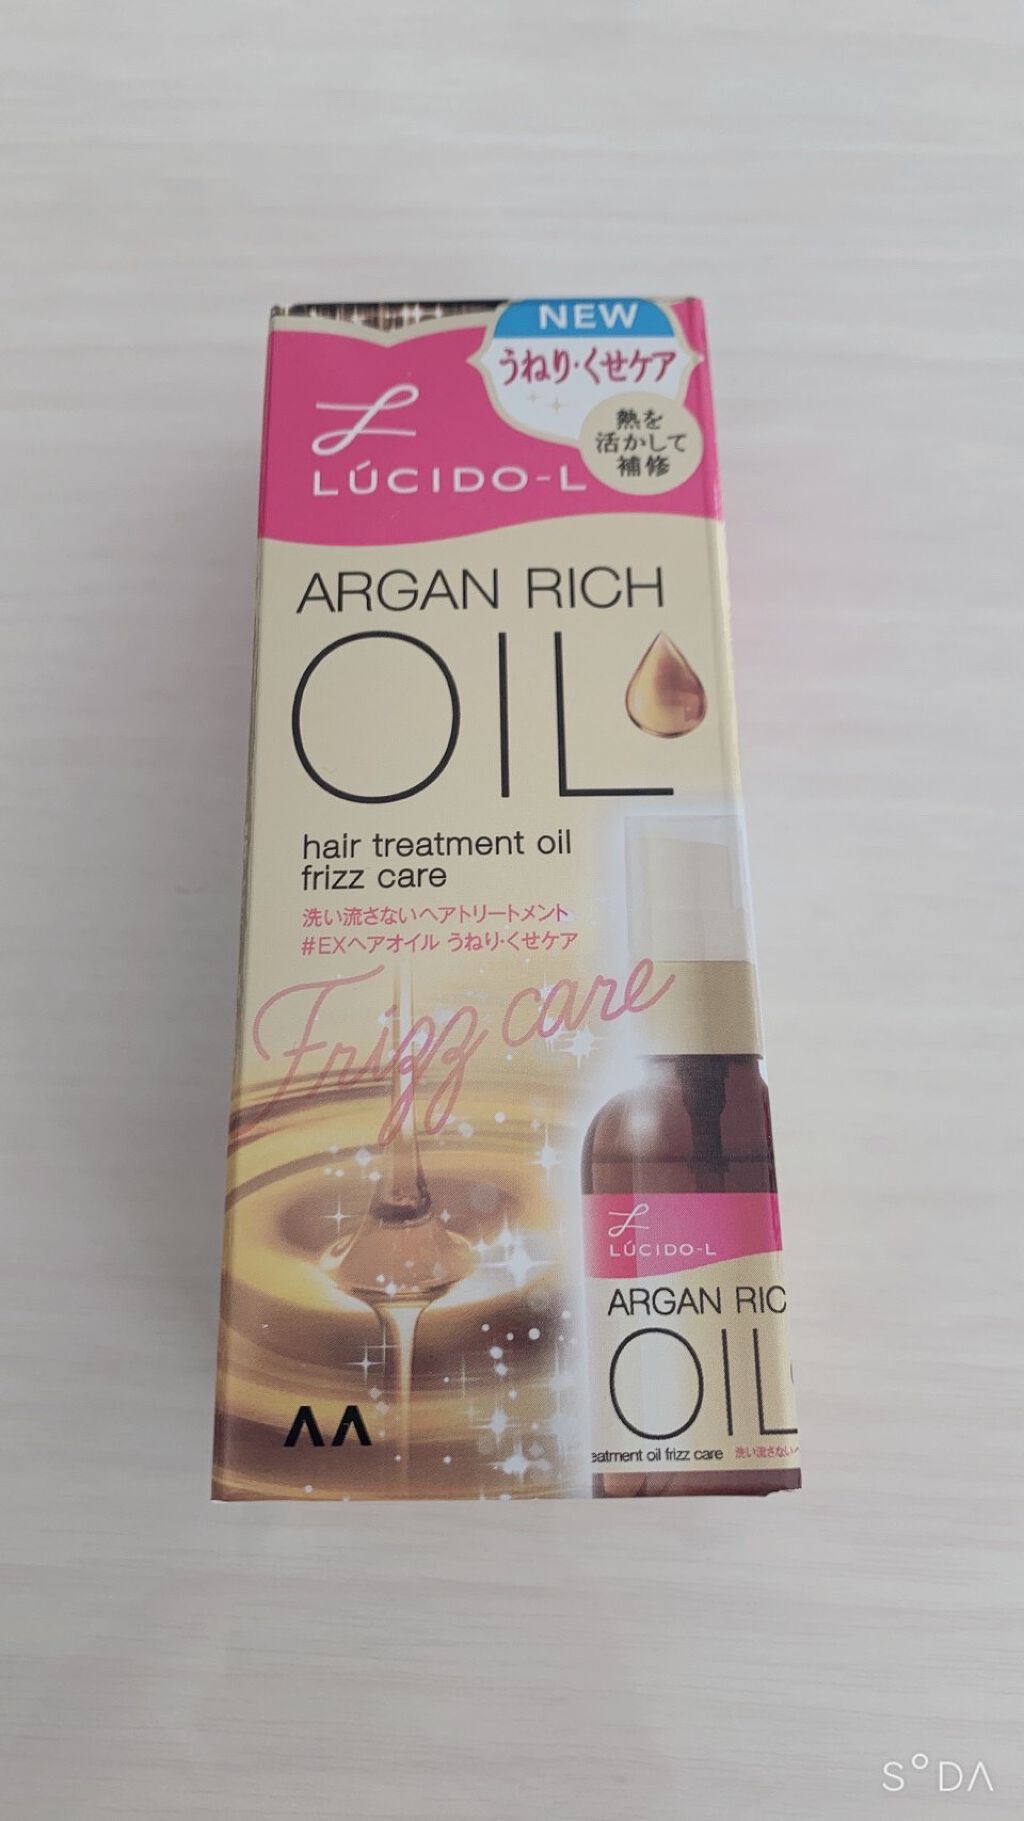 NEW
うねり・くせケア
熱を
活かして
補修
LÚCIDO-L
ARGAN RICH
OIL
hair treatment oil
frizz care
洗い流さないヘアトリートメント
#EXヘアオイル うねり・くせケア
Frizz care
LÚCIDO-L
ARGAN RIC
OIL
eatment oil frizz care 洗い流さないヘ
S°DA